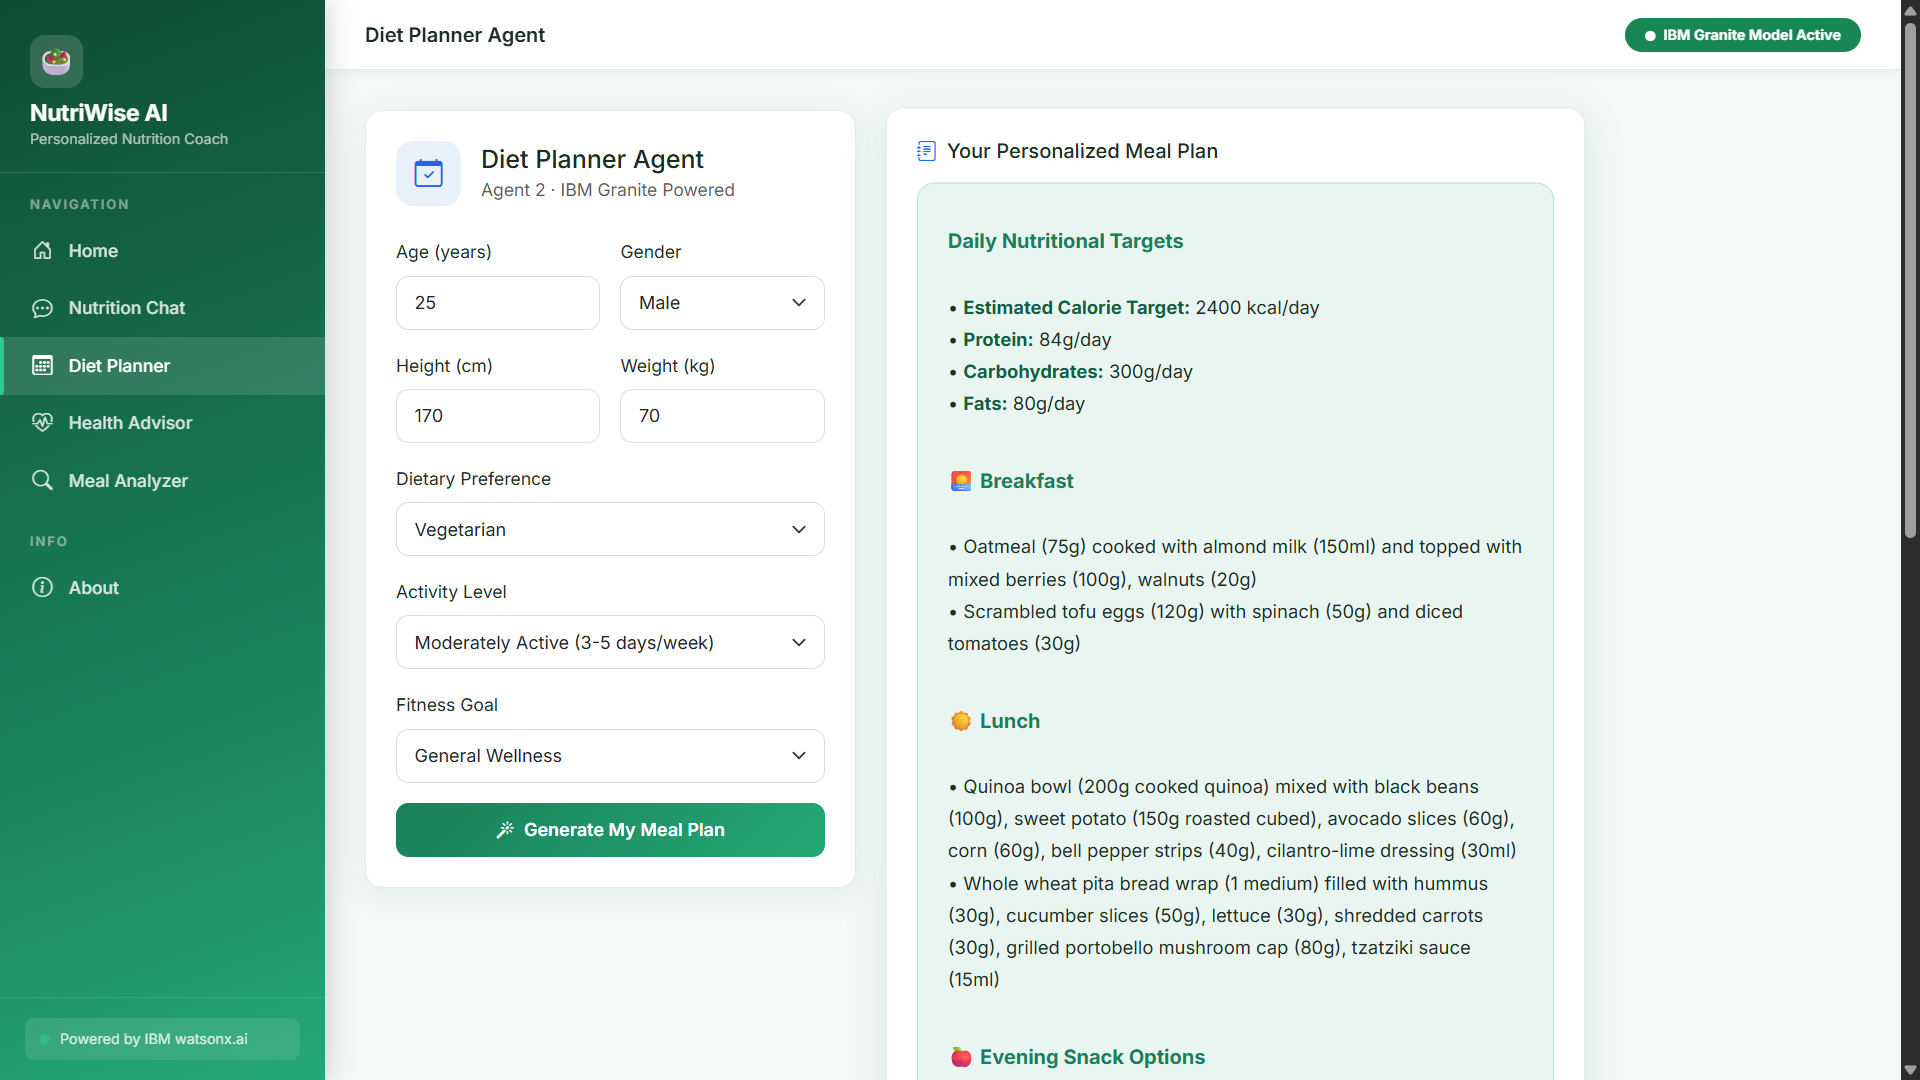 NutriWise AI
Personalized Nutrition Coach
NAVIGATION
Home
Nutrition Chat
Diet Planner
Health Advisor
Meal Analyzer
INFO
About
Powered by IBM watsonx.ai
Diet Planner Agent
IBM Granite Model Active
Diet Planner Agent
Agent 2 · IBM Granite Powered
Age (years)
Gender
25
Male
Height (cm)
Weight (kg)
170
70
Dietary Preference
Vegetarian
Activity Level
Moderately Active (3-5 days/week)
Fitness Goal
General Wellness
Generate My Meal Plan
Your Personalized Meal Plan
Daily Nutritional Targets
• Estimated Calorie Target: 2400 kcal/day
• Protein: 84g/day
• Carbohydrates: 300g/day
• Fats: 80g/day
Breakfast
• Oatmeal (75g) cooked with almond milk (150ml) and topped with
mixed berries (100g), walnuts (20g)
• Scrambled tofu eggs (120g) with spinach (50g) and diced
tomatoes (30g)
Lunch
• Quinoa bowl (200g cooked quinoa) mixed with black beans
(100g), sweet potato (150g roasted cubed), avocado slices (60g),
corn (60g), bell pepper strips (40g), cilantro-lime dressing (30ml)
• Whole wheat pita bread wrap (1 medium) filled with hummus
(30g), cucumber slices (50g), lettuce (30g), shredded carrots
(30g), grilled portobello mushroom cap (80g), tzatziki sauce
(15ml)
Evening Snack Options